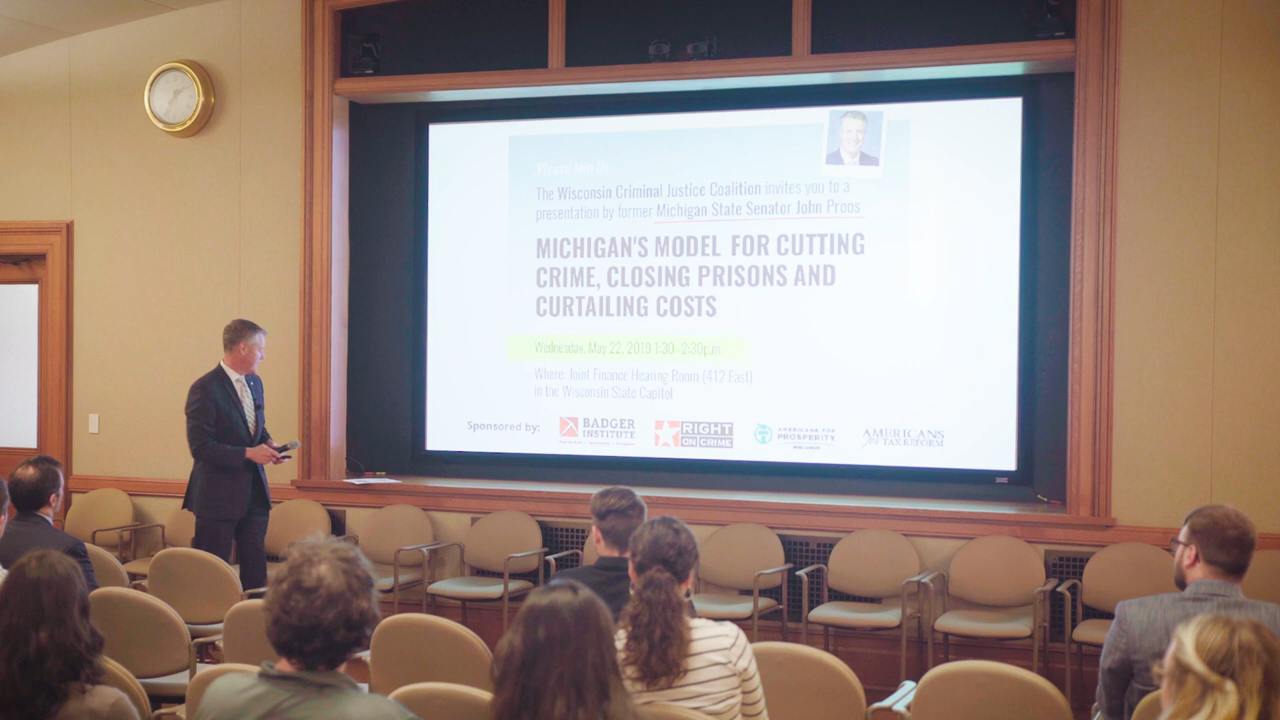 Please Join Us
The Wisconsin Criminal Justice Coalition invites you to a
presentation by former Michigan State Senator John Proos
MICHIGAN'S MODEL FOR CUTTING
CRIME, CLOSING PRISONS AND
CURTAILING COSTS
Wednesday, May 22, 2019 1:30-2:30p.m.
Where: Joint Finance Hearing Room (412 East)
in the Wisconsin State Capitol
Sponsored by:
BADGER
INSTITUTE
RIGHT
ON CRIME
AMERICANS FOR
PROSPERITY
AMERICANS
for TAX REFORM